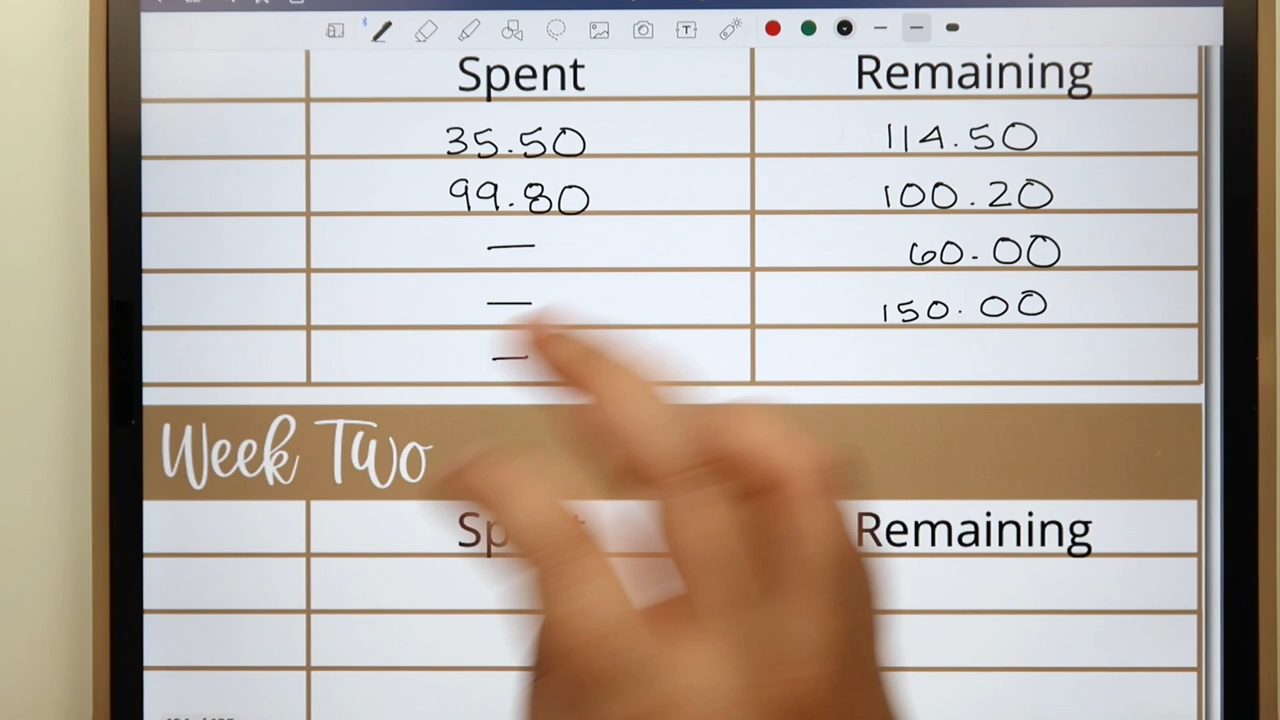 Spent Remaining
35.50 114.50
99.80 100.20
— 60.00
— 150.00
—
Week Two
Remaining